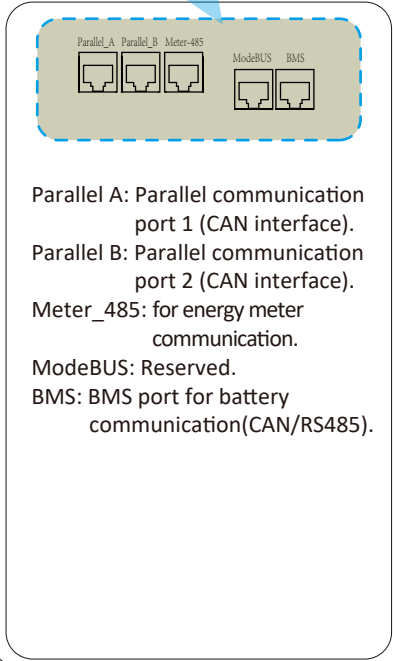 Parallel_A Parallel_B Meter-485
ModeBUS BMS
Parallel A: Parallel communication
port 1 (CAN interface).
Parallel B: Parallel communication
port 2 (CAN interface).
Meter_485: for energy meter
communication.
ModeBUS: Reserved.
BMS: BMS port for battery
communication(CAN/RS485).